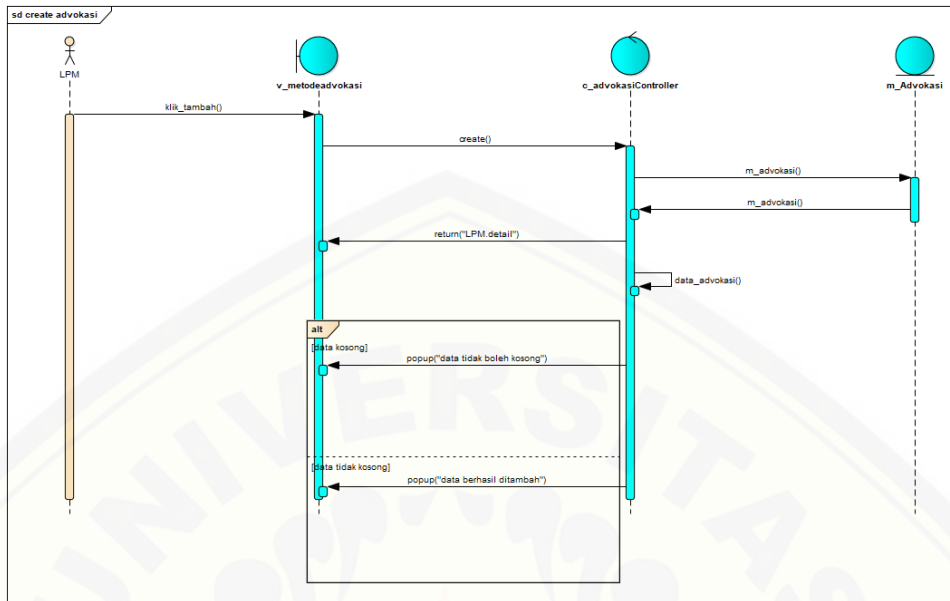 sd create advokasi
LPM
v_metodeadvokasi
c_advokasiController
m_Advokasi
klik_tambah()
create()
m_advokasi()
m_advokasi()
return("LPM.detail")
data_advokasi()
alt
[data kosong]
popup("data tidak boleh kosong")
[data tidak kosong]
popup("data berhasil ditambah")
UNIVERSITAS